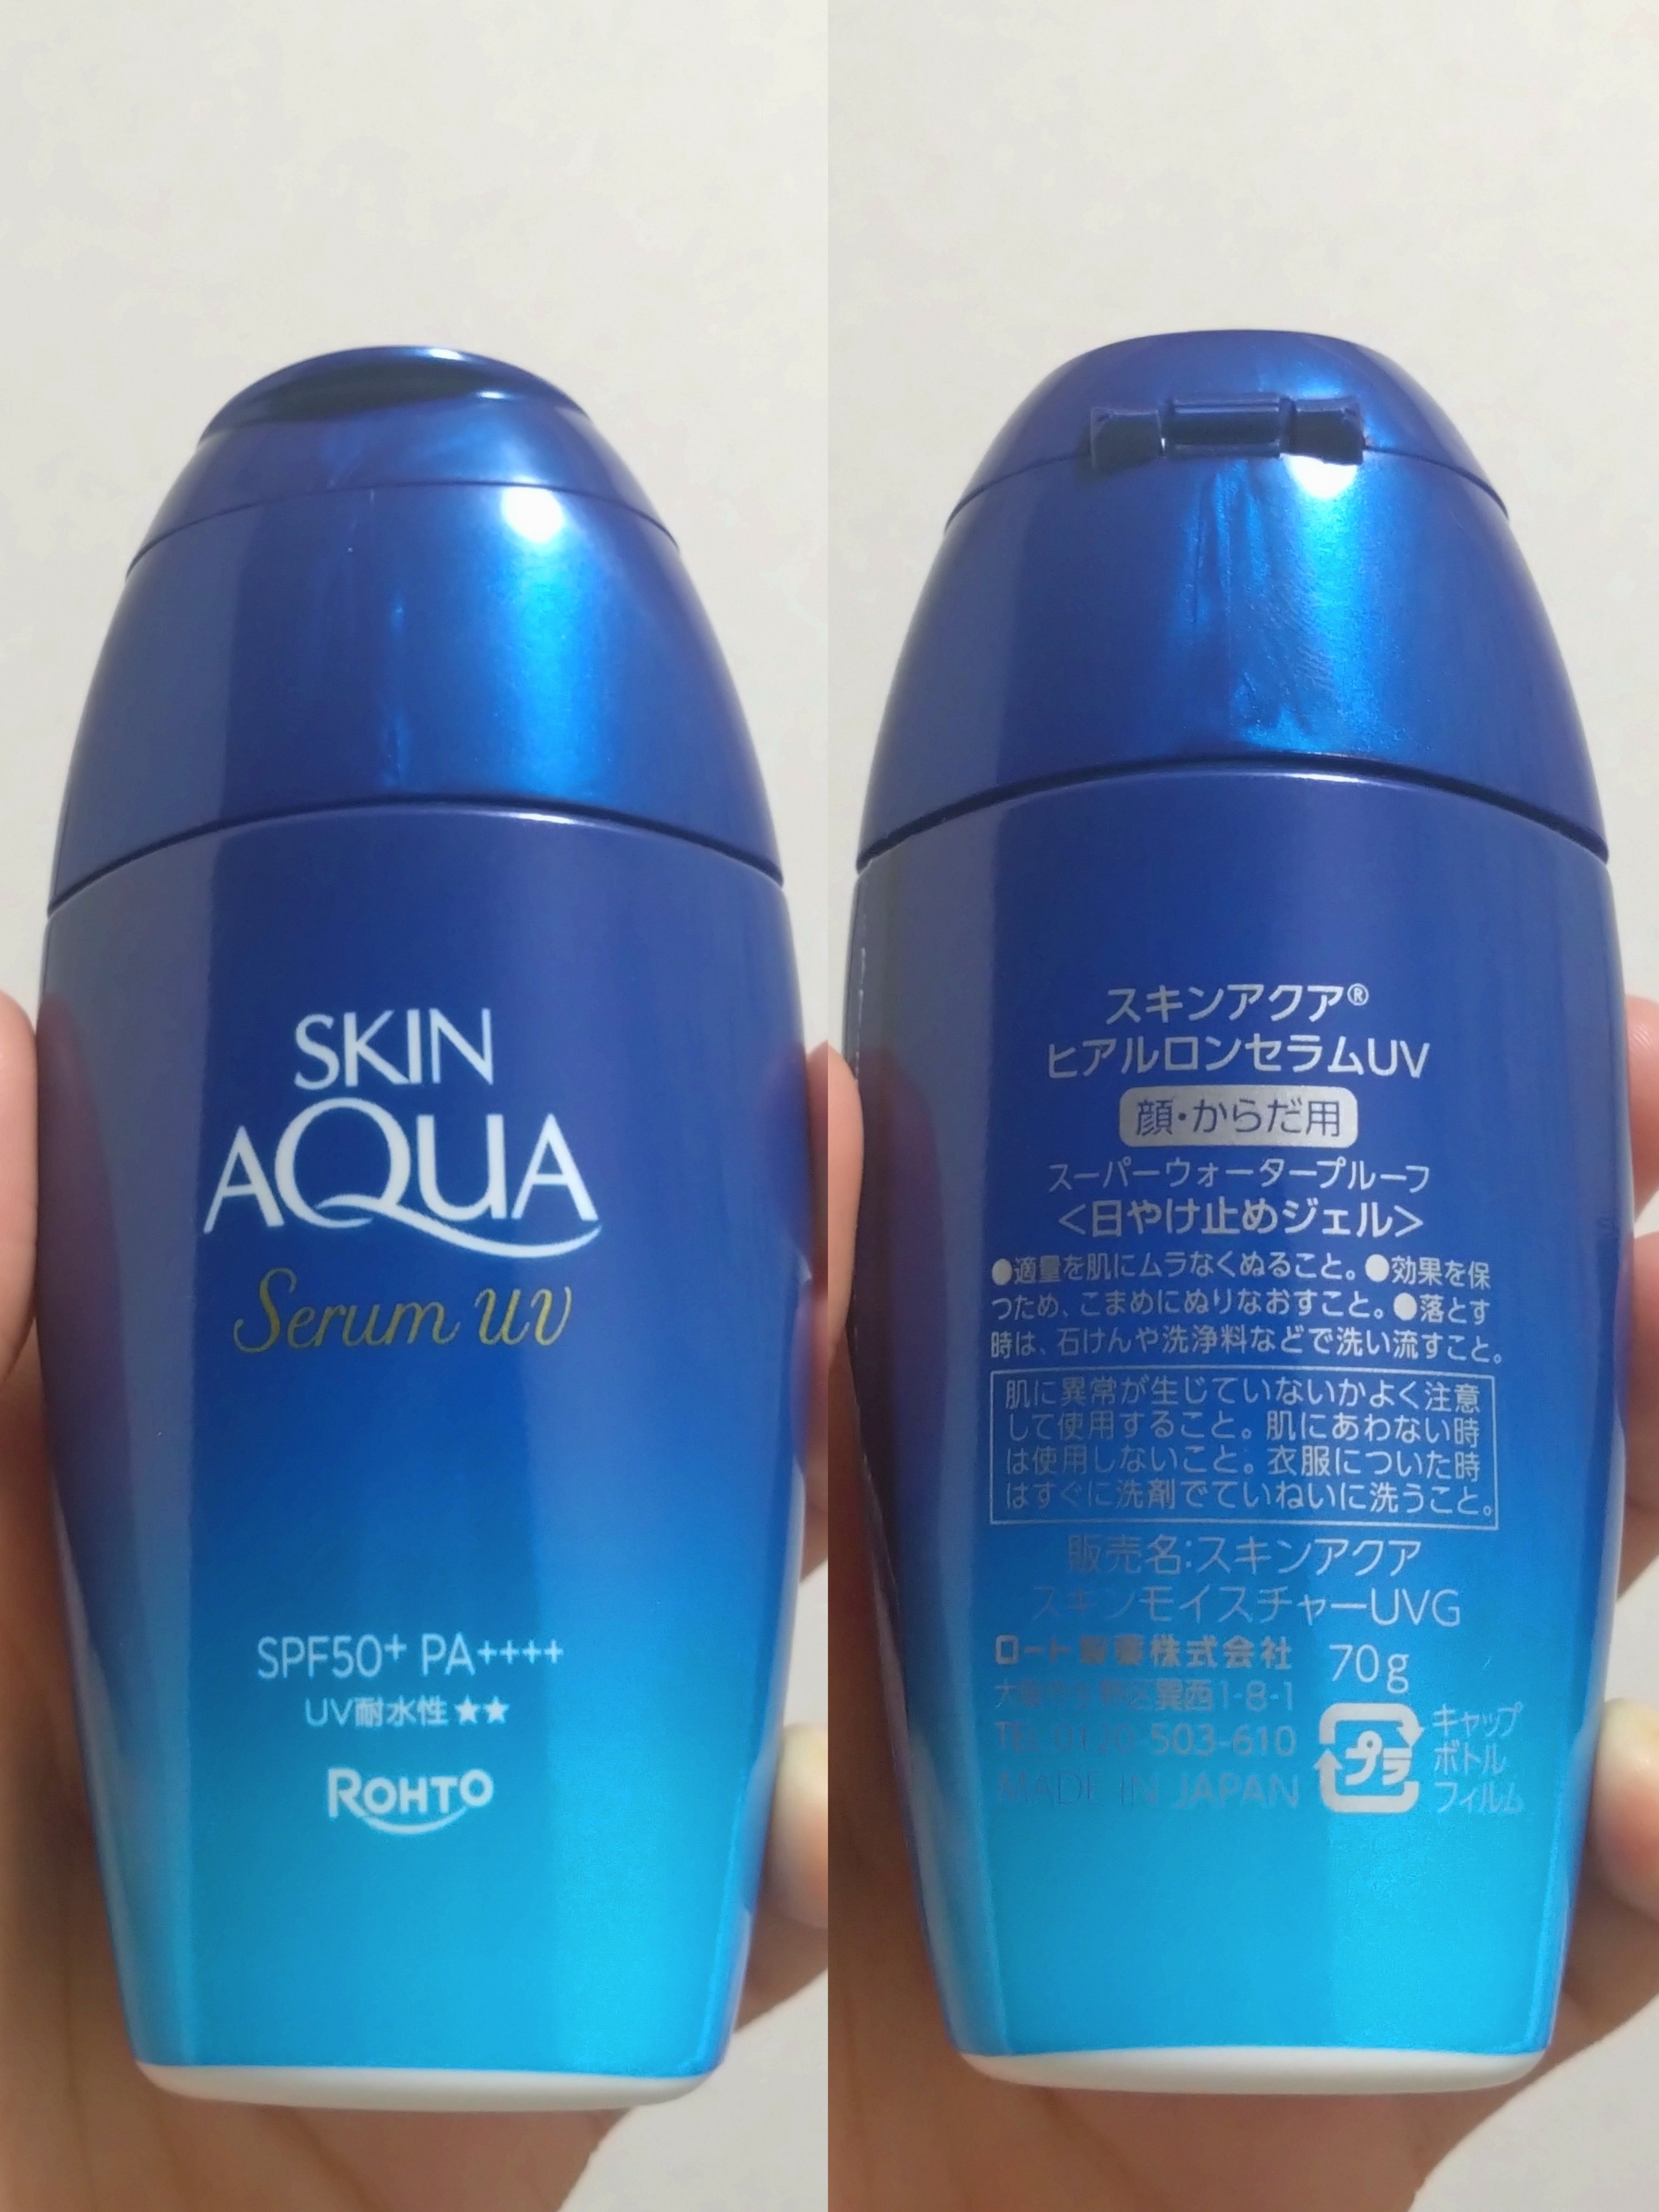 SKIN
AQUA
Serum UV
SPF50+ PA++++
UV耐水性★★
ROHTO
スキンアクア®
ヒアルロンセラムUV
顔・からだ用
スーパーウォータープルーフ
<日やけ止めジェル>
●適量を肌にムラなくぬること。●効果を保
つため、こまめにぬりなおすこと。●落とす
時は、石けんや洗浄料などで洗い流すこと。
肌に異常が生じていないかよく注意
して使用すること。肌にあわない時
は使用しないこと。衣服についた時
はすぐに洗剤でていねいに洗うこと。
販売名:スキンアクア
スキンモイスチャーUVG
ロート製薬株式会社 70g
大阪市生野区巽西1-8-1
TEL 0120-503-610
MADE IN JAPAN
プラ
キャップ
ボトル
フィルム